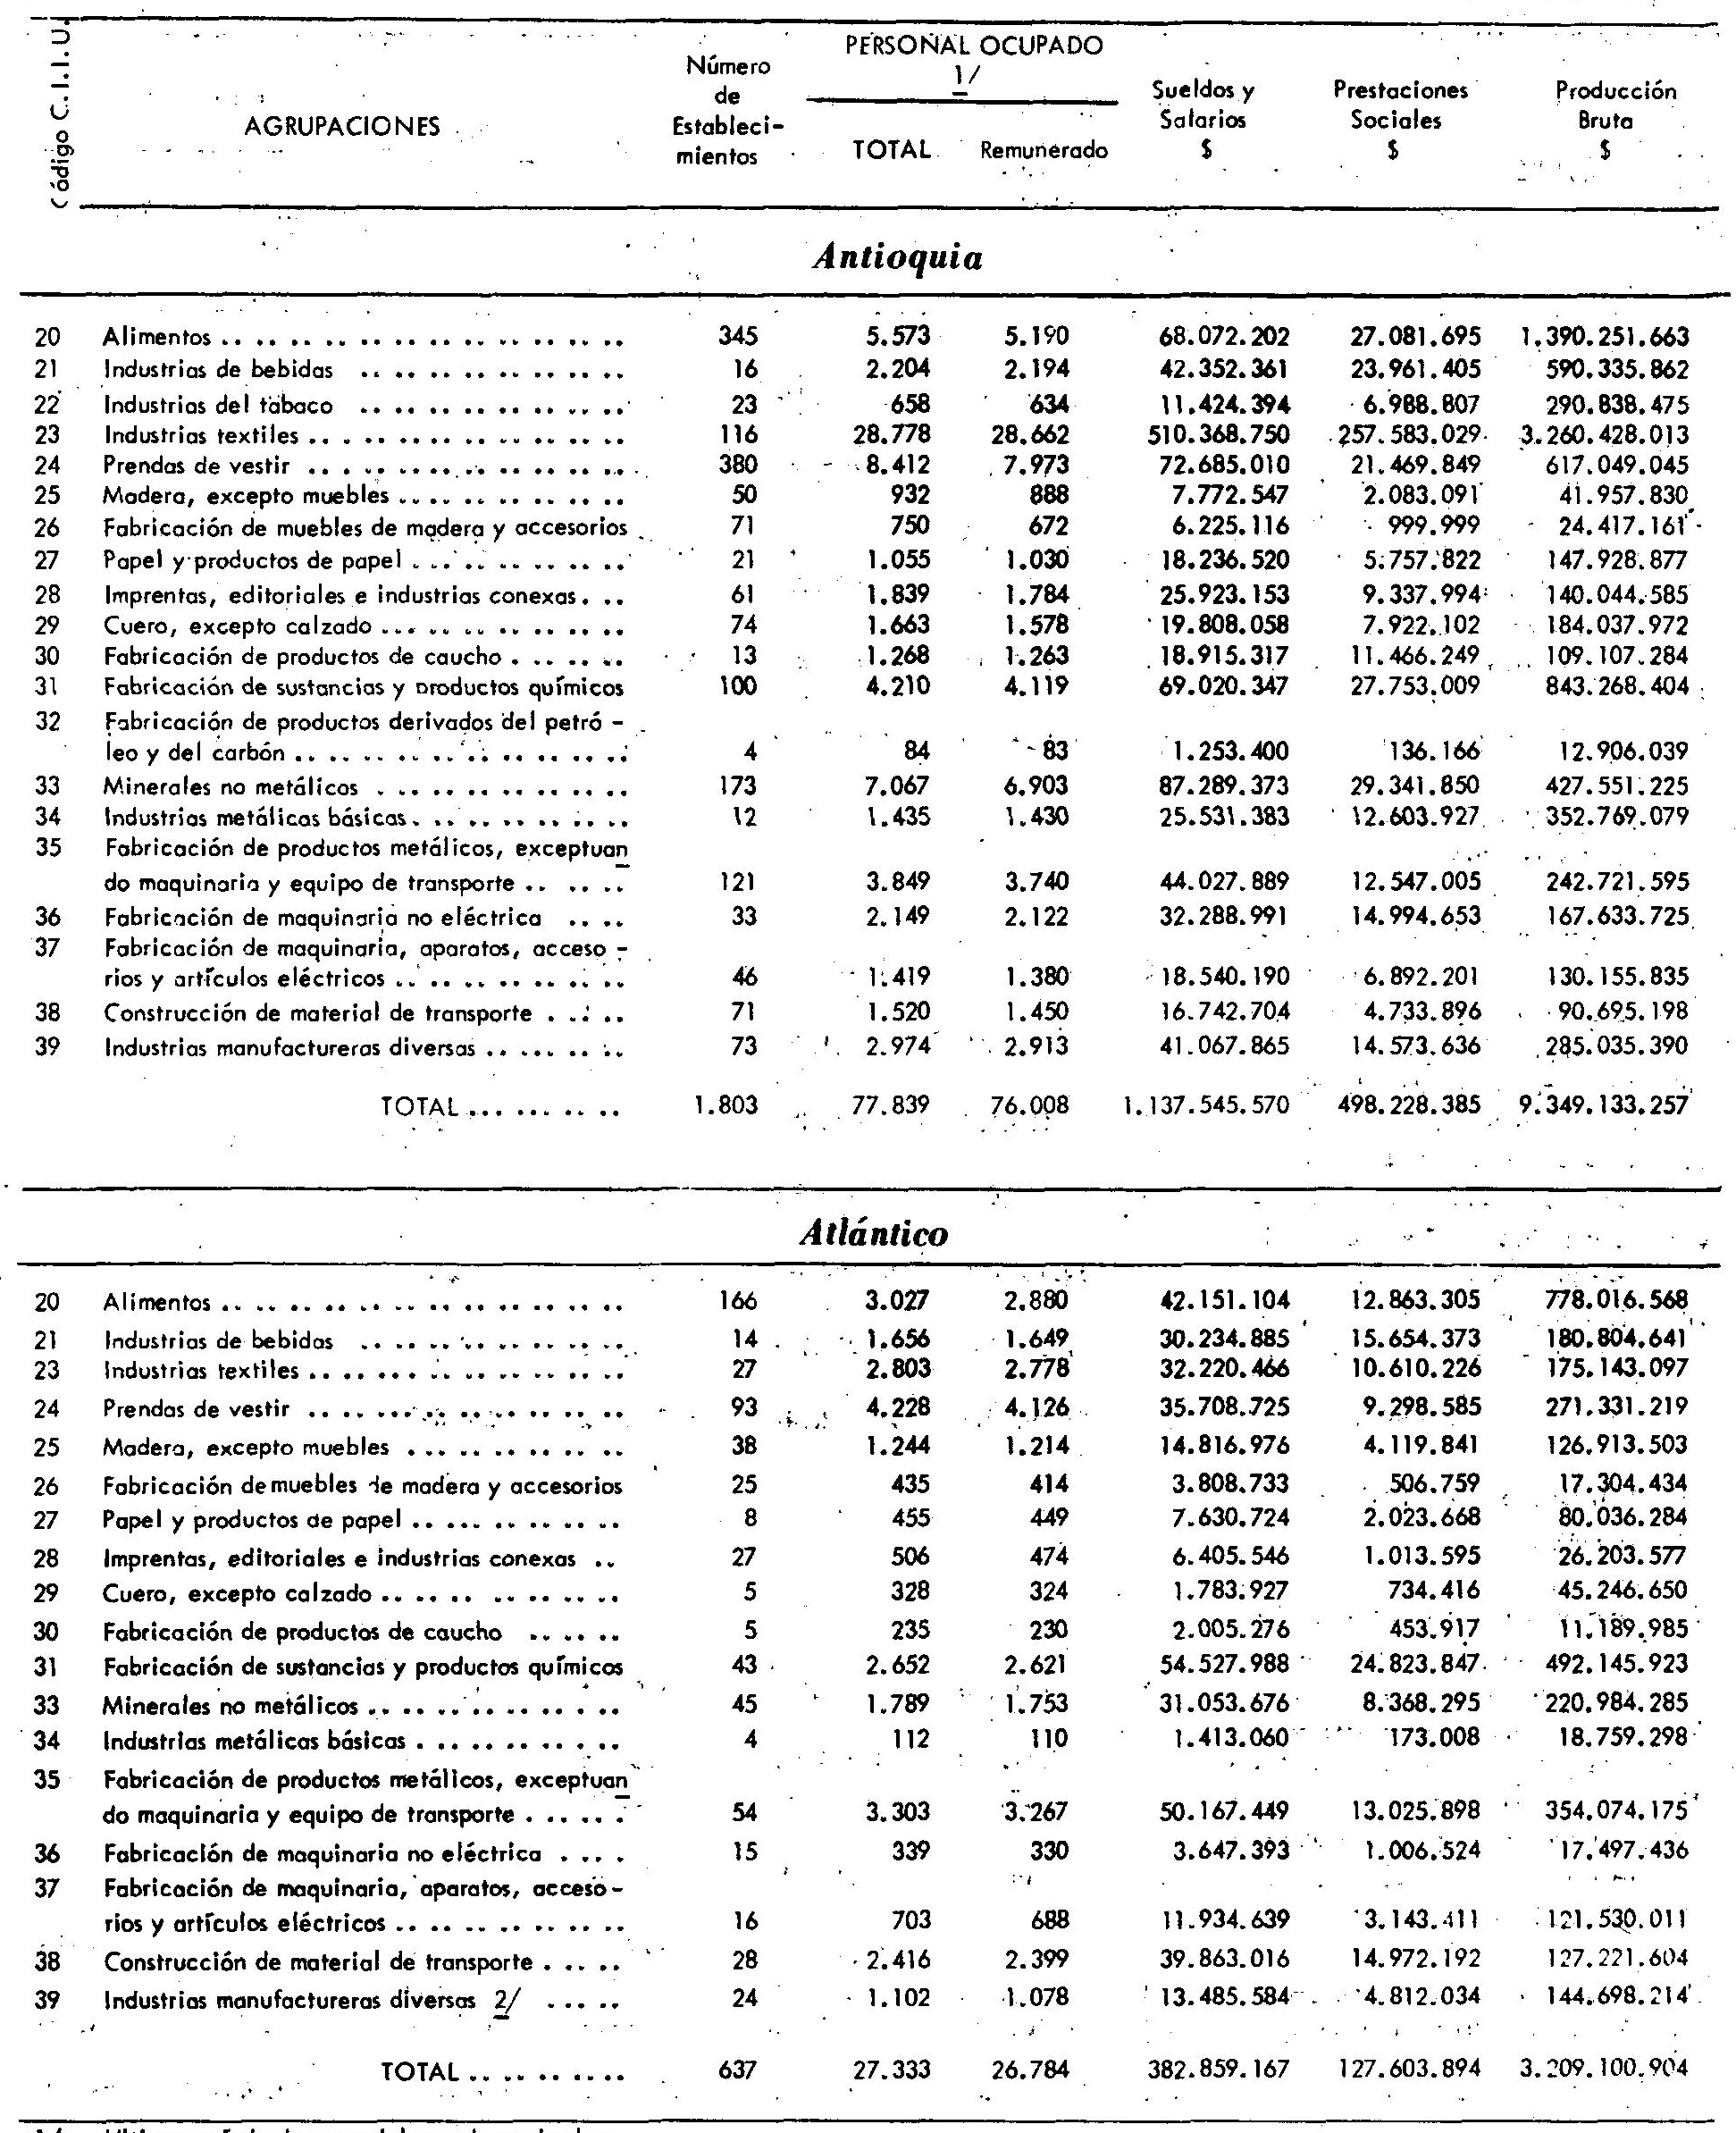 Código C.I.I.U.
AGRUPACIONES
Número de Estableci- mientos
PERSONAL OCUPADO 1/
TOTAL Remunerado
Sueldos y Salarios $
Prestaciones Sociales $
Producción Bruta $
Antioquia
20 Alimentos 345 5.573 5.190 68.072.202 27.081.695 1.390.251.663
21 Industrias de bebidas 16 2.204 2.194 42.352.361 23.961.405 590.335.862
22 Industrias del tabaco 23 658 634 11.424.394 6.988.807 290.838.475
23 Industrias textiles 116 28.778 28.662 510.368.750 257.583.029 3.260.428.013
24 Prendas de vestir 380 8.412 7.973 72.685.010 21.469.849 617.049.045
25 Madera, excepto muebles 50 932 888 7.772.547 2.083.091 41.957.830
26 Fabricación de muebles de madera y accesorios 71 750 672 6.225.116 999.999 24.417.161
27 Papel y productos de papel 21 1.055 1.030 18.236.520 5.757.822 147.928.877
28 Imprentas, editoriales e industrias conexas 61 1.839 1.784 25.923.153 9.337.994 140.044.585
29 Cuero, excepto calzado 74 1.663 1.578 19.808.058 7.922.102 184.037.972
30 Fabricación de productos de caucho 13 1.268 1.263 18.915.317 11.466.249 109.107.284
31 Fabricación de sustancias y productos químicos 100 4.210 4.119 69.020.347 27.753.009 843.268.404
32 Fabricación de productos derivados del petró -
leo y del carbón 4 84 83 1.253.400 136.166 12.906.039
33 Minerales no metálicos 173 7.067 6.903 87.289.373 29.341.850 427.551.225
34 Industrias metálicas básicas 12 1.435 1.430 25.531.383 12.603.927 352.769.079
35 Fabricación de productos metálicos, exceptuan
do maquinaria y equipo de transporte 121 3.849 3.740 44.027.889 12.547.005 242.721.595
36 Fabricación de maquinaria no eléctrica 33 2.149 2.122 32.288.991 14.994.653 167.633.725
37 Fabricación de maquinaria, aparatos, acceso -
rios y artículos eléctricos 46 1.419 1.380 18.540.190 6.892.201 130.155.835
38 Construcción de material de transporte 71 1.520 1.450 16.742.704 4.733.896 90.695.198
39 Industrias manufactureras diversas 73 2.974 2.913 41.067.865 14.573.636 285.035.390
TOTAL 1.803 77.839 76.008 1.137.545.570 498.228.385 9.349.133.257
Atlántico
20 Alimentos 166 3.027 2.880 42.151.104 12.863.305 778.016.568
21 Industrias de bebidas 14 1.656 1.649 30.234.885 15.654.373 180.804.641
23 Industrias textiles 27 2.803 2.778 32.220.466 10.610.226 175.143.097
24 Prendas de vestir 93 4.228 4.126 35.708.725 9.298.585 271.331.219
25 Madera, excepto muebles 38 1.244 1.214 14.816.976 4.119.841 126.913.503
26 Fabricación de muebles de madera y accesorios 25 435 414 3.808.733 506.759 17.304.434
27 Papel y productos de papel 8 455 449 7.630.724 2.023.668 80.036.284
28 Imprentas, editoriales e industrias conexas 27 506 474 6.405.546 1.013.595 26.203.577
29 Cuero, excepto calzado 5 328 324 1.783.927 734.416 45.246.650
30 Fabricación de productos de caucho 5 235 230 2.005.276 453.917 11.189.985
31 Fabricación de sustancias y productos químicos 43 2.652 2.621 54.527.988 24.823.847 492.145.923
33 Minerales no metálicos 45 1.789 1.753 31.053.676 8.368.295 220.984.285
34 Industrias metálicas básicas 4 112 110 1.413.060 173.008 18.759.298
35 Fabricación de productos metálicos, exceptuan
do maquinaria y equipo de transporte 54 3.303 3.267 50.167.449 13.025.898 354.074.175
36 Fabricación de maquinaria no eléctrica 15 339 330 3.647.393 1.006.524 17.497.436
37 Fabricación de maquinaria, aparatos, acceso-
rios y artículos eléctricos 16 703 688 11.934.639 3.143.411 121.530.011
38 Construcción de material de transporte 28 2.416 2.399 39.863.016 14.972.192 127.221.604
39 Industrias manufactureras diversas 2/ 24 1.102 1.078 13.485.584 4.812.034 144.698.214
TOTAL 637 27.333 26.784 382.859.167 127.603.894 3.209.100.904